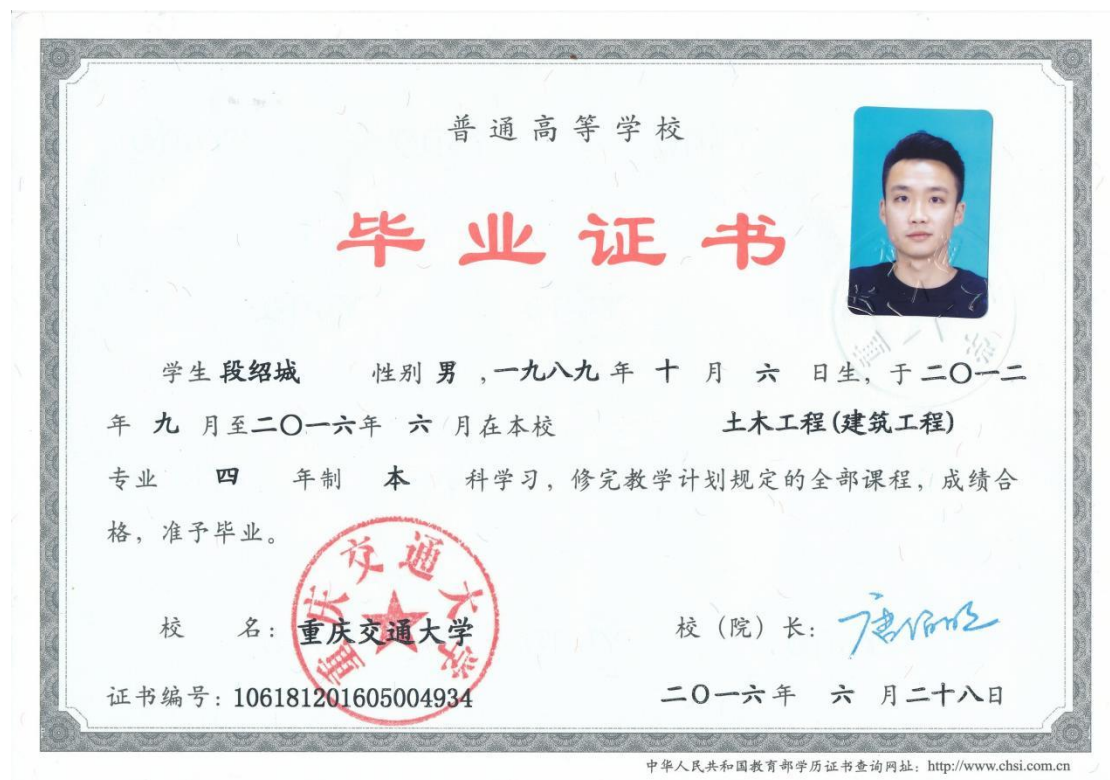 普通高等学校
毕业证书
学生 段绍城 性别 男 ,一九八九 年 十 月 六 日生, 于 二〇一二
年 九 月至二〇一六年 六 月在本校 土木工程(建筑工程)
专业 四 年制 本 科学习, 修完教学计划规定的全部课程, 成绩合
格, 准予毕业。
重庆交通大学
校 名: 重庆交通大学
校(院)长: 唐伯明
证书编号: 106181201605004934
二〇一六年 六 月二十八日
中华人民共和国教育部学历证书查询网址: http://www.chsi.com.cn